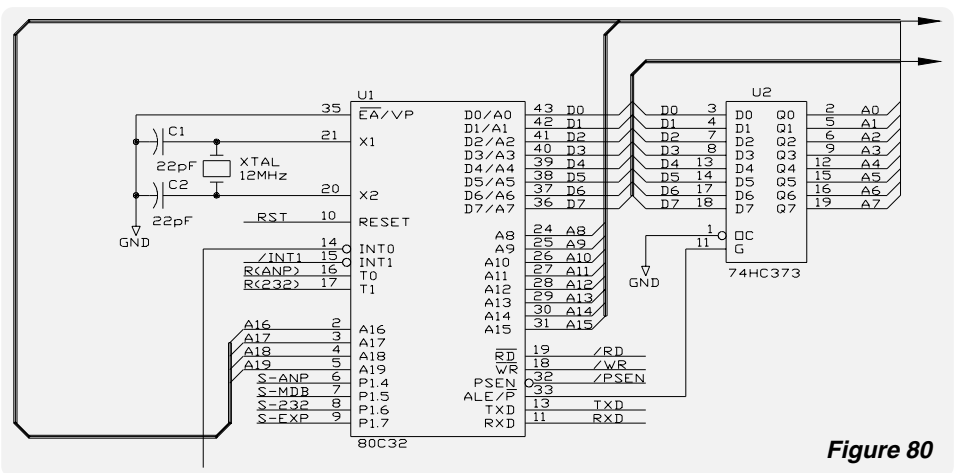 U1
35 EA/VP
C1
22pF
21 X1
XTAL
12MHz
C2
22pF
20 X2
RST 10 RESET
GND
14 INT0
/INT1 15 INT1
R(ANP) 16 T0
R(232) 17 T1
A16 2 A16
A17 3 A17
A18 4 A18
A19 5 A19
S-ANP 6 P1.4
S-MDB 7 P1.5
S-232 8 P1.6
S-EXP 9 P1.7
80C32
D0/A0 43 D0
D1/A1 42 D1
D2/A2 41 D2
D3/A3 40 D3
D4/A4 39 D4
D5/A5 38 D5
D6/A6 37 D6
D7/A7 36 D7
A8 24 A8
A9 25 A9
A10 26 A10
A11 27 A11
A12 28 A12
A13 29 A13
A14 30 A14
A15 31 A15
RD 19 /RD
WR 18 /WR
PSEN 32 /PSEN
ALE/P 33
TXD 13 TXD
RXD 11 RXD
U2
D0 3 D0 Q0 2 A0
D1 4 D1 Q1 5 A1
D2 7 D2 Q2 6 A2
D3 8 D3 Q3 9 A3
D4 13 D4 Q4 12 A4
D5 14 D5 Q5 15 A5
D6 17 D6 Q6 16 A6
D7 18 D7 Q7 19 A7
1 OC
11 G
GND
74HC373
Figure 80